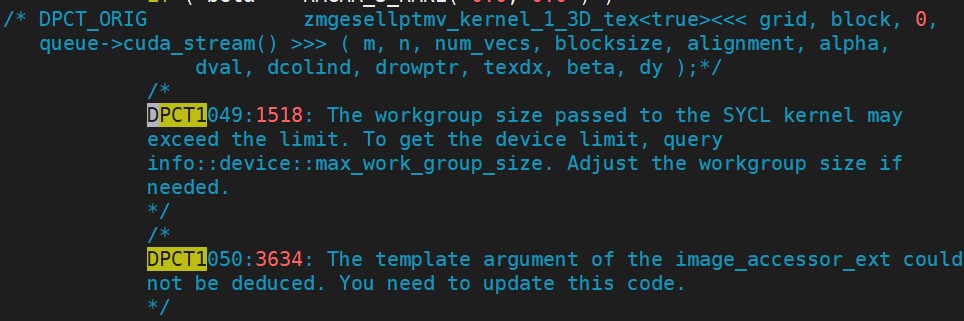 /* DPCT_ORIG             zmgesellptmv_kernel_1_3D_tex<true><<< grid, block, 0,
   queue->cuda_stream() >>> ( m, n, num_vecs, blocksize, alignment, alpha,
                dval, dcolind, drowptr, texdx, beta, dy );*/
            /*
            DPCT1049:1518: The workgroup size passed to the SYCL kernel may
            exceed the limit. To get the device limit, query
            info::device::max_work_group_size. Adjust the workgroup size if
            needed.
            */
            /*
            DPCT1050:3634: The template argument of the image_accessor_ext could
            not be deduced. You need to update this code.
            */